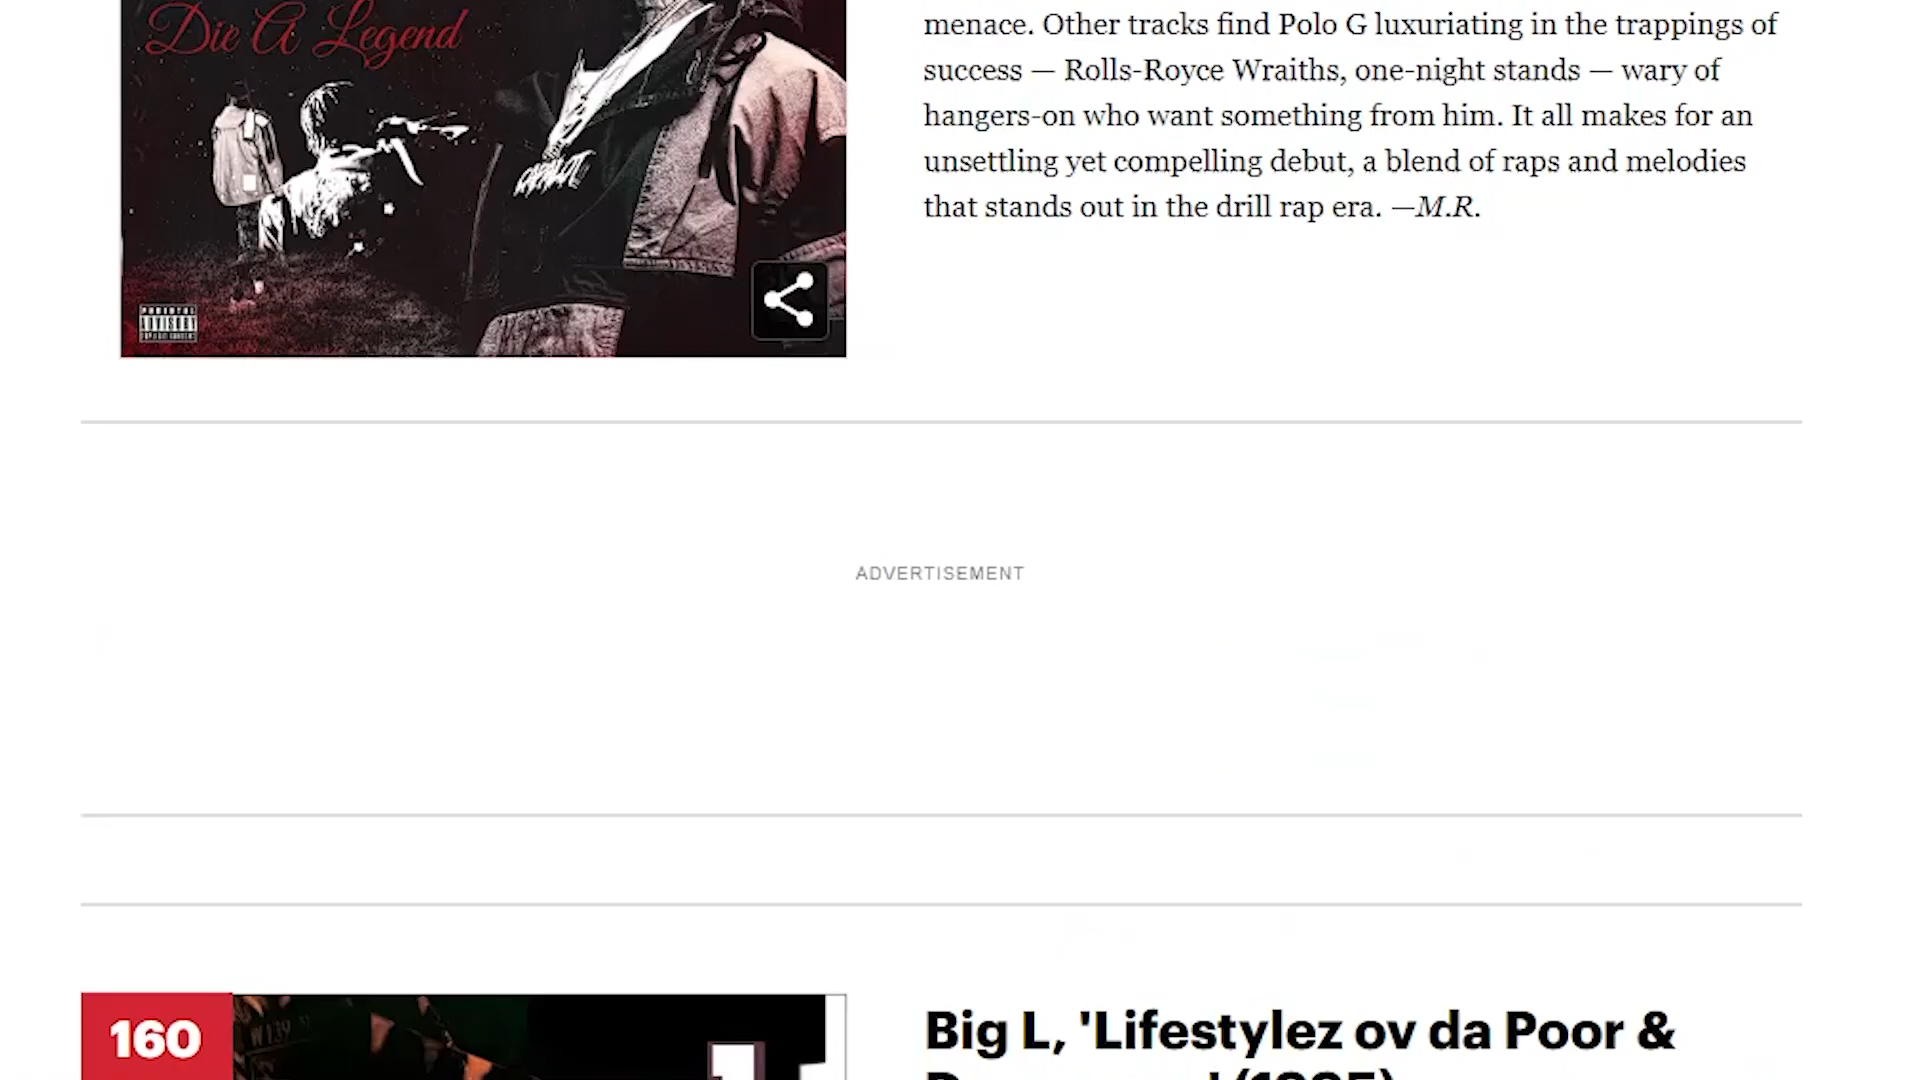 Die A Legend
menace. Other tracks find Polo G luxuriating in the trappings of
success — Rolls-Royce Wraiths, one-night stands — wary of
hangers-on who want something from him. It all makes for an
unsettling yet compelling debut, a blend of raps and melodies
that stands out in the drill rap era. —M.R.
ADVISORY
ADVERTISEMENT
160
W 139 ST
Big L, 'Lifestylez ov da Poor &